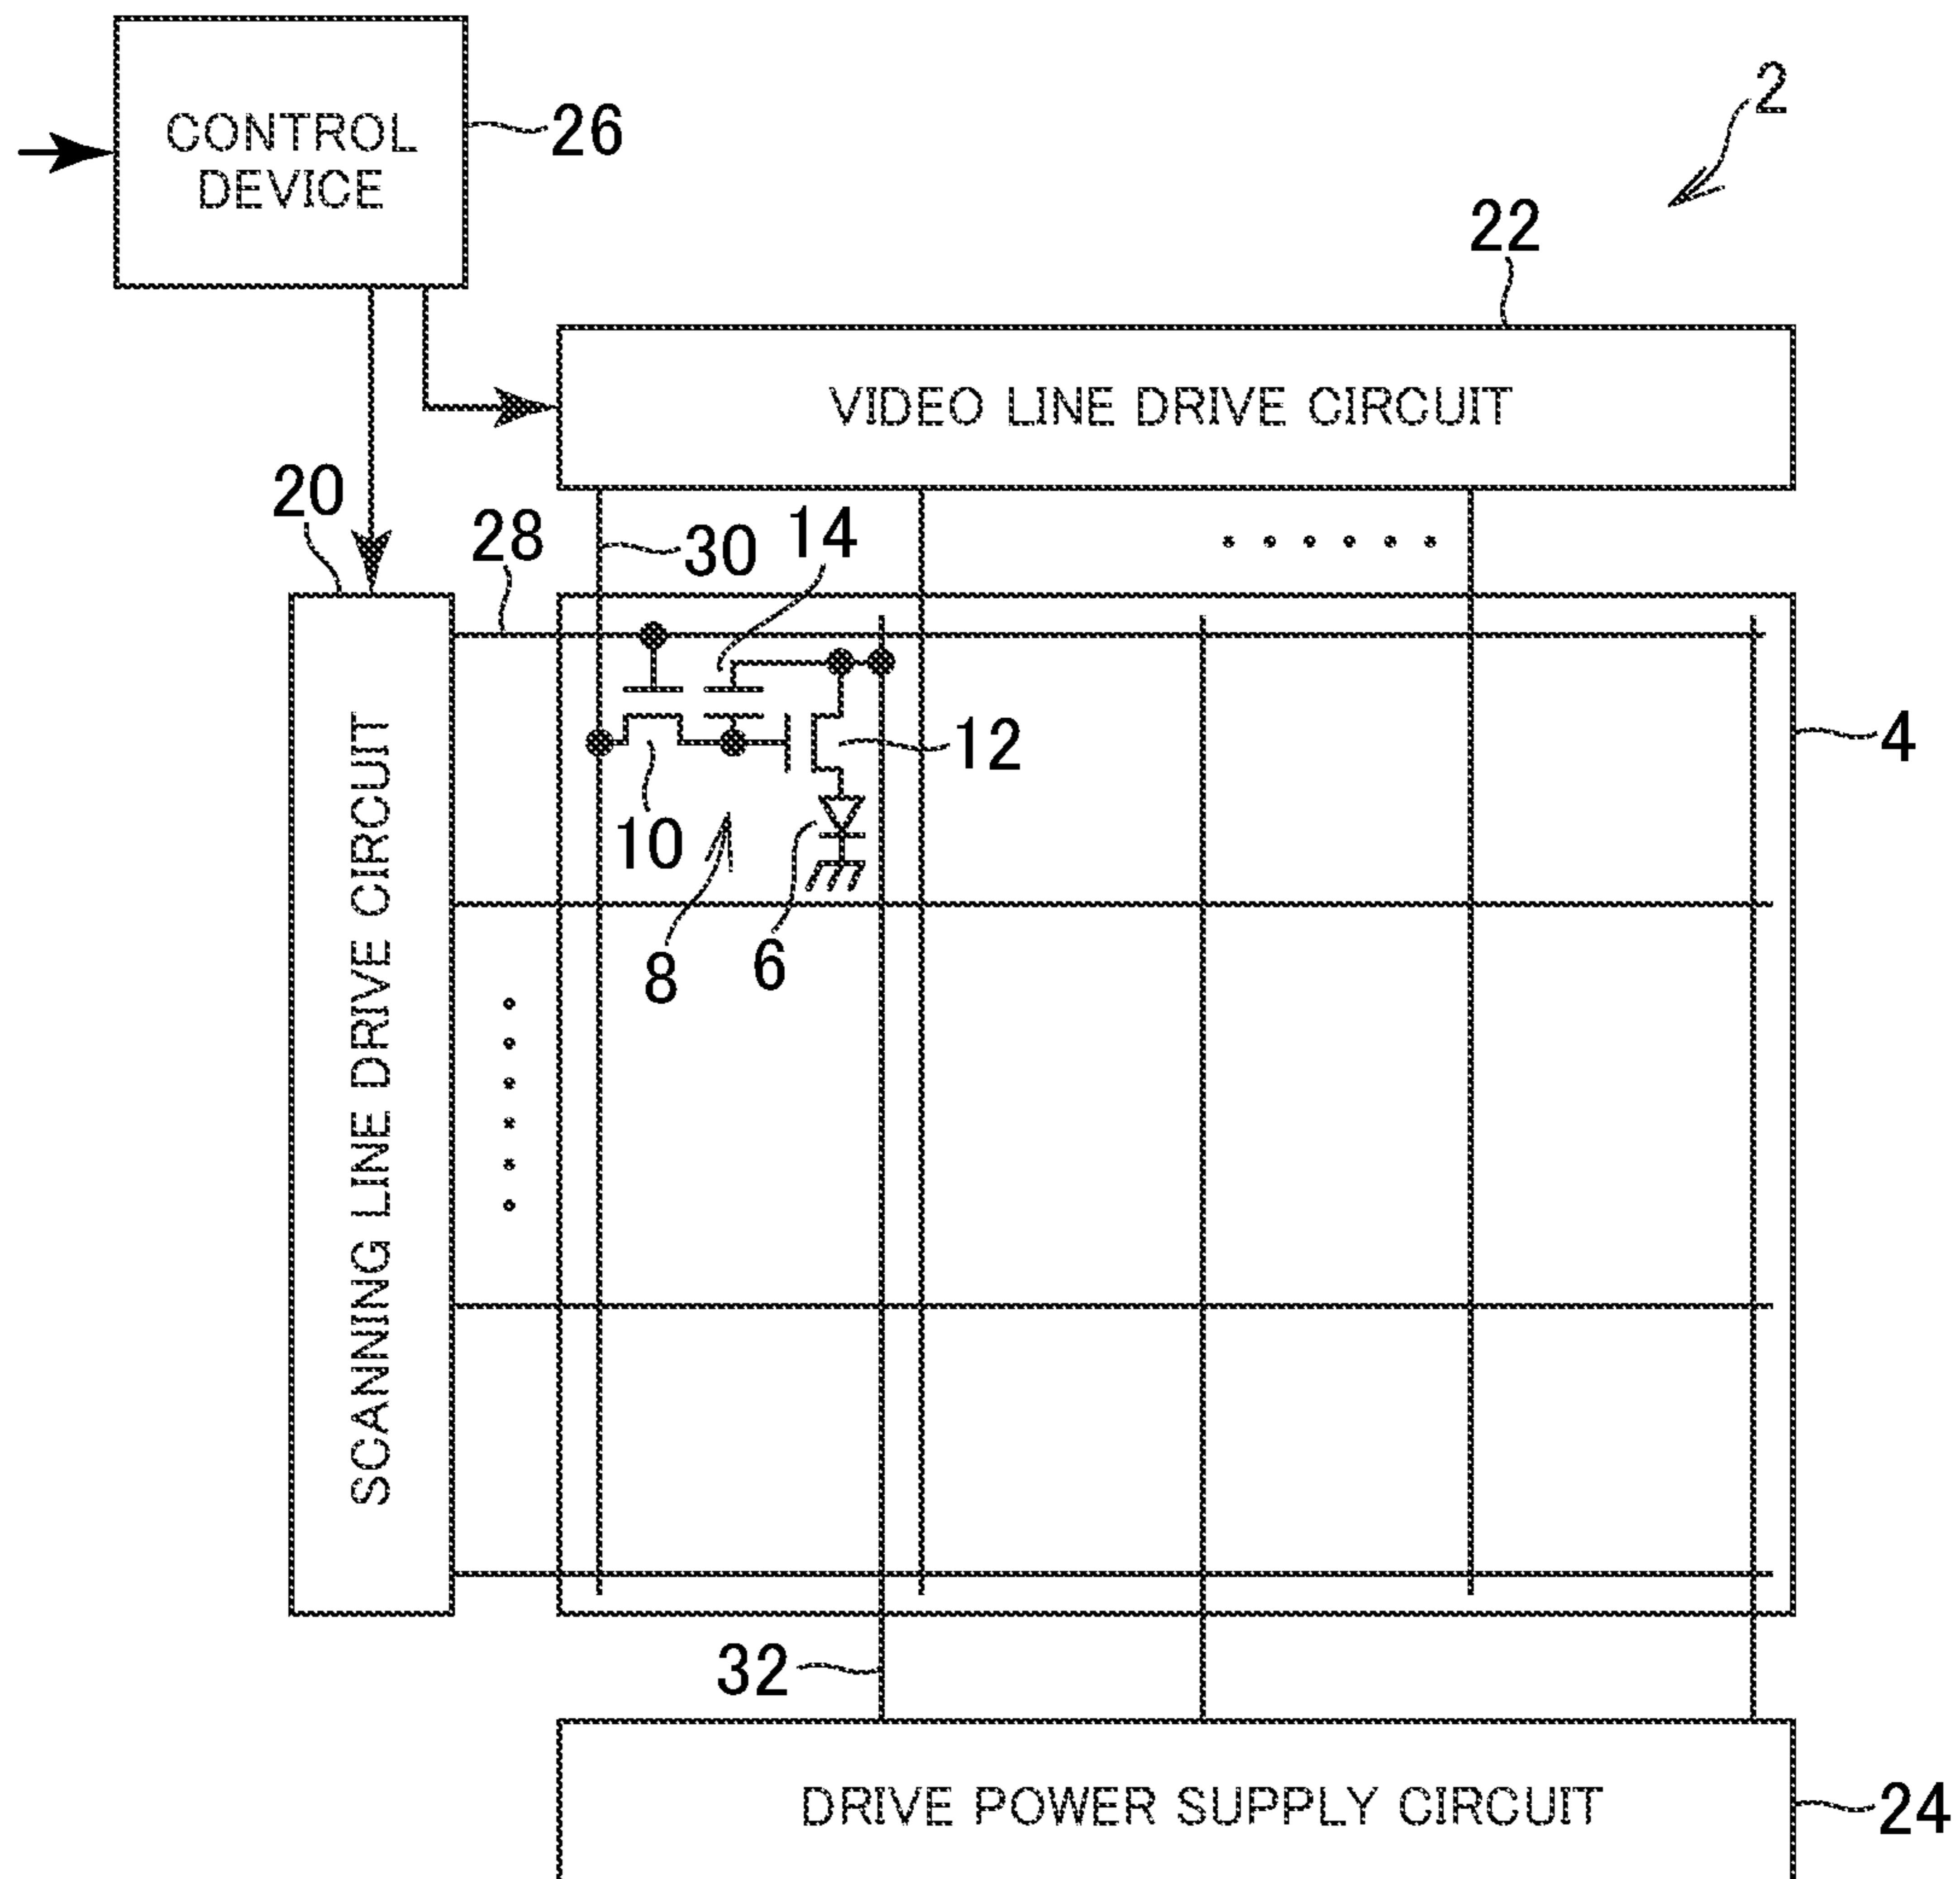 CONTROL
DEVICE
26
2
22
VIDEO LINE DRIVE CIRCUIT
20
28
30
14
SCANNING LINE DRIVE CIRCUIT
12
4
10
8
6
32
DRIVE POWER SUPPLY CIRCUIT
24